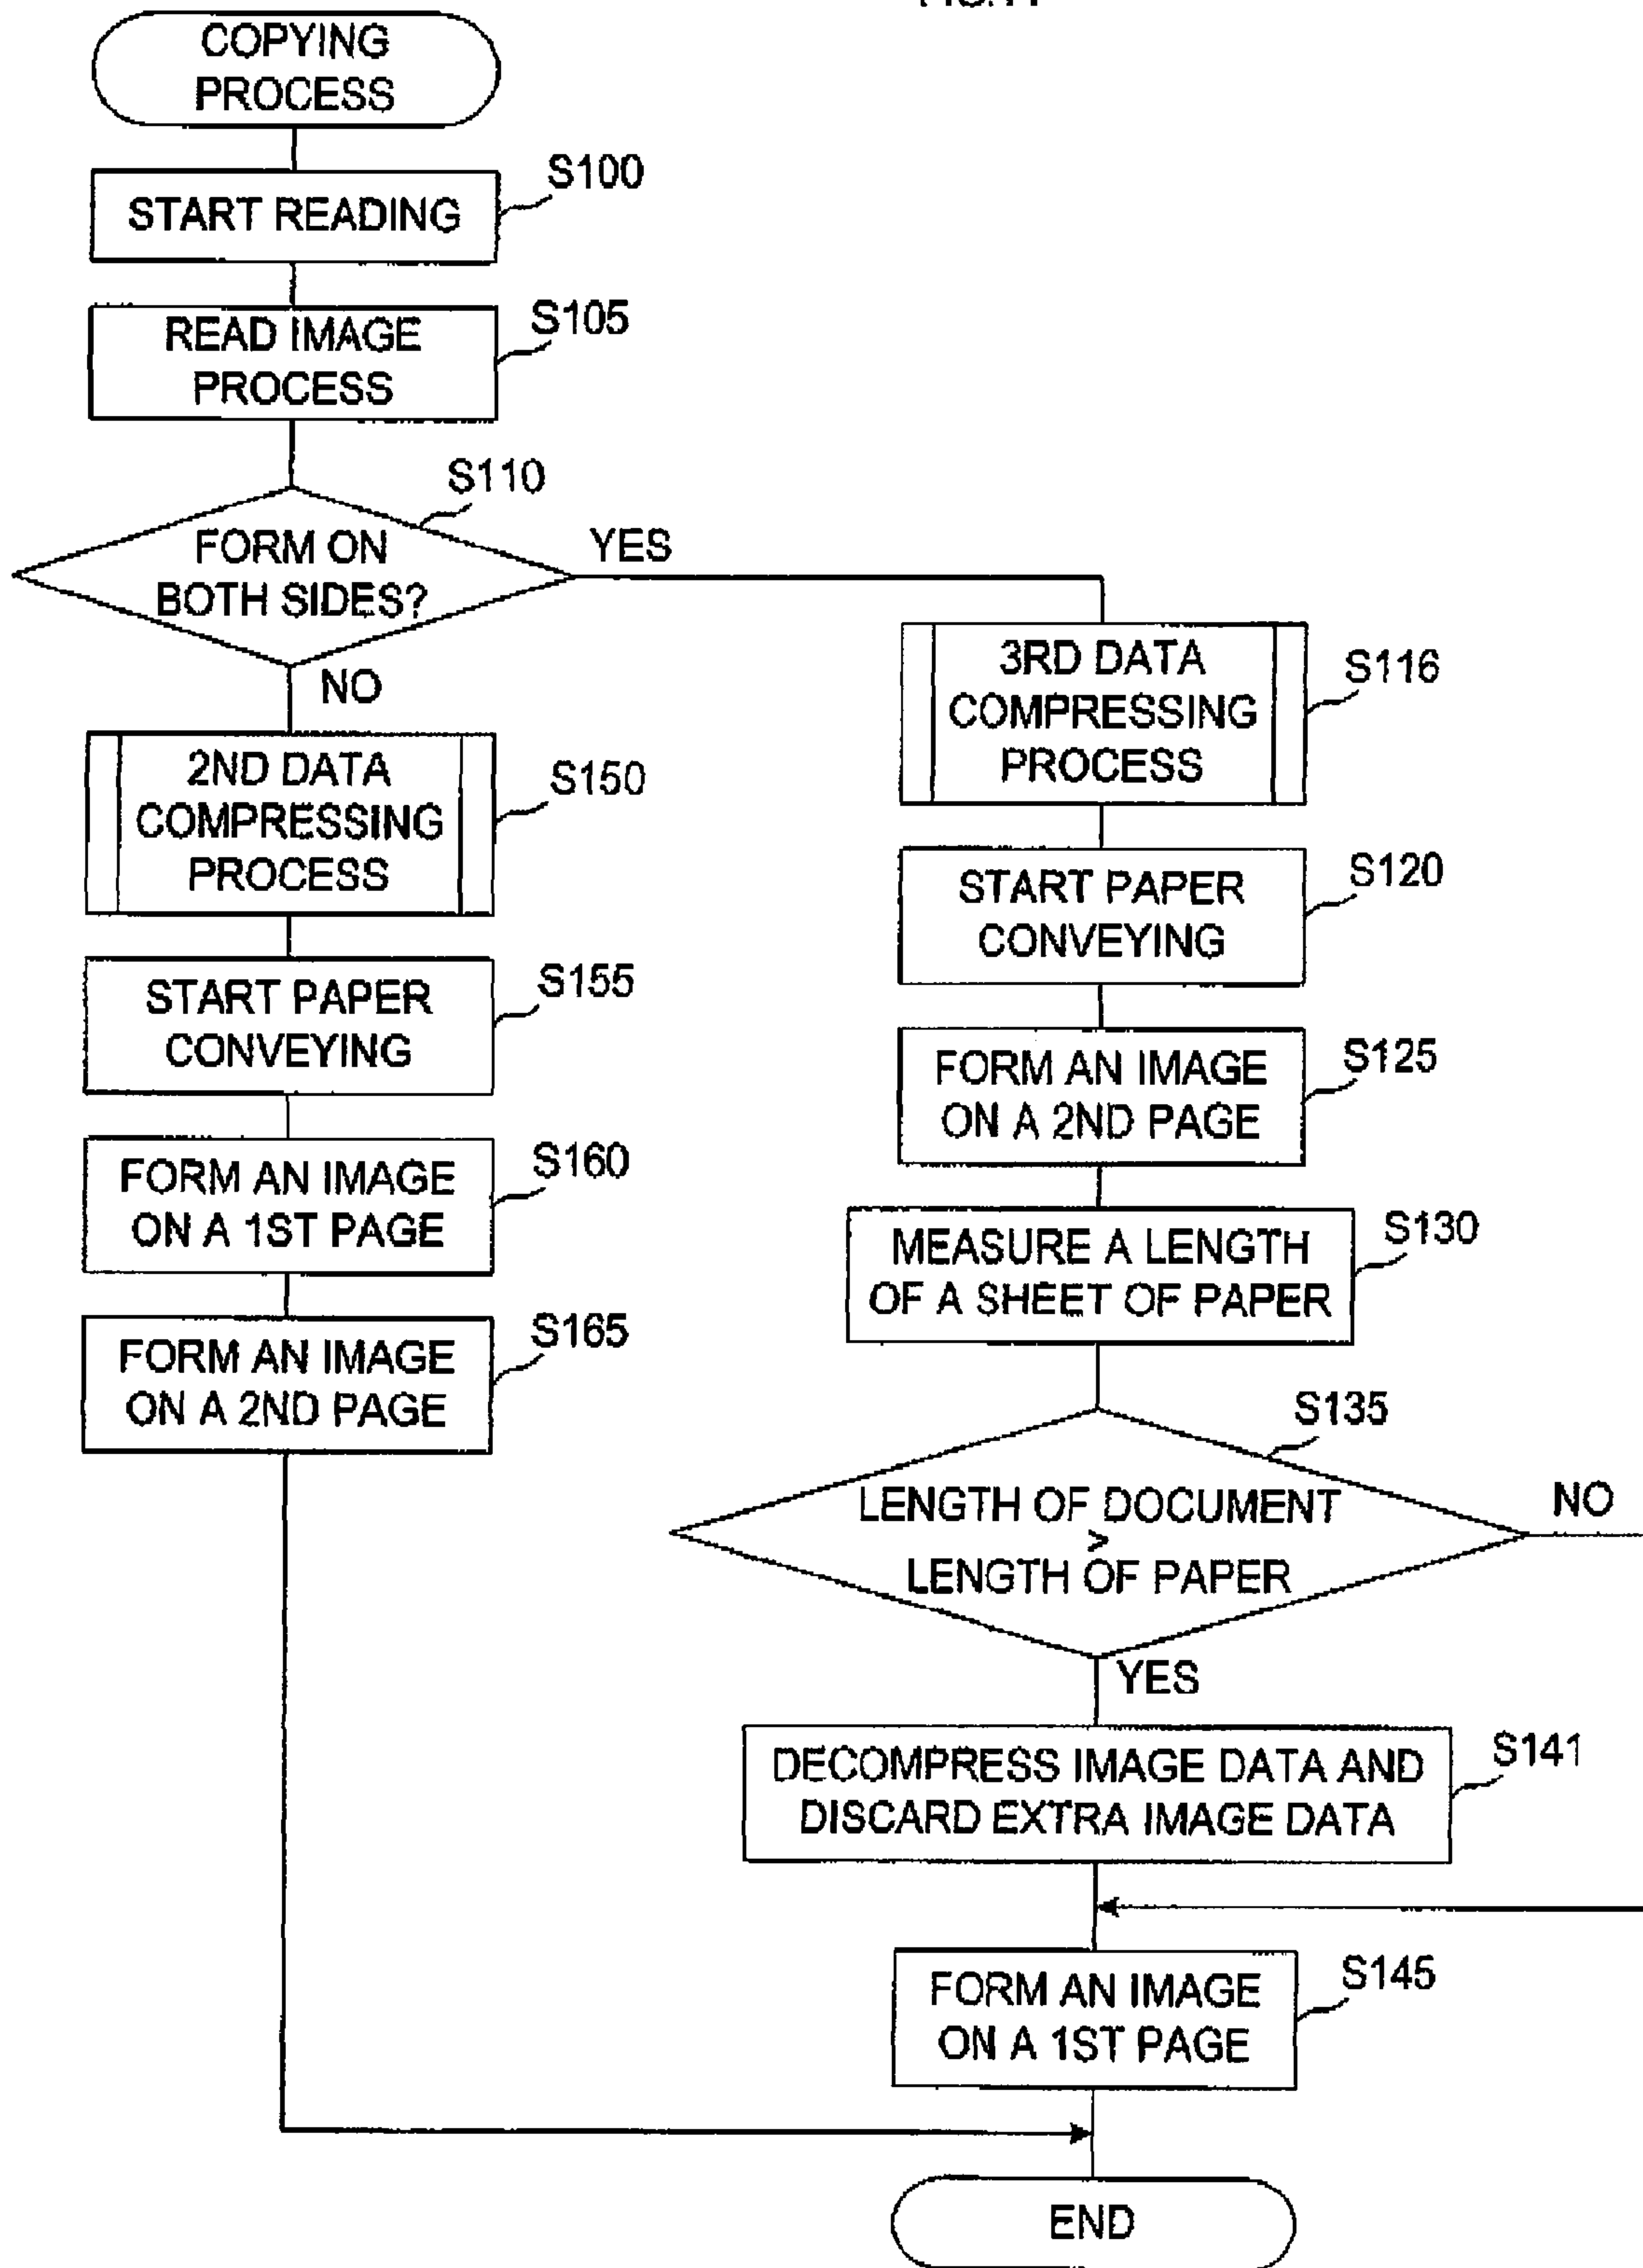 COPYING
PROCESS
S100
START READING
S105
READ IMAGE
PROCESS
S110
FORM ON
BOTH SIDES?
YES
NO
2ND DATA
COMPRESSING
PROCESS
S150
START PAPER
CONVEYING
S155
FORM AN IMAGE
ON A 1ST PAGE
S160
FORM AN IMAGE
ON A 2ND PAGE
S165
3RD DATA
COMPRESSING
PROCESS
S116
START PAPER
CONVEYING
S120
FORM AN IMAGE
ON A 2ND PAGE
S125
MEASURE A LENGTH
OF A SHEET OF PAPER
S130
S135
LENGTH OF DOCUMENT
>
LENGTH OF PAPER
NO
YES
DECOMPRESS IMAGE DATA AND
DISCARD EXTRA IMAGE DATA
S141
FORM AN IMAGE
ON A 1ST PAGE
S145
END